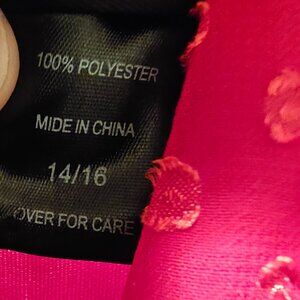 100% POLYESTER
MADE IN CHINA
14/16
OVER FOR CARE